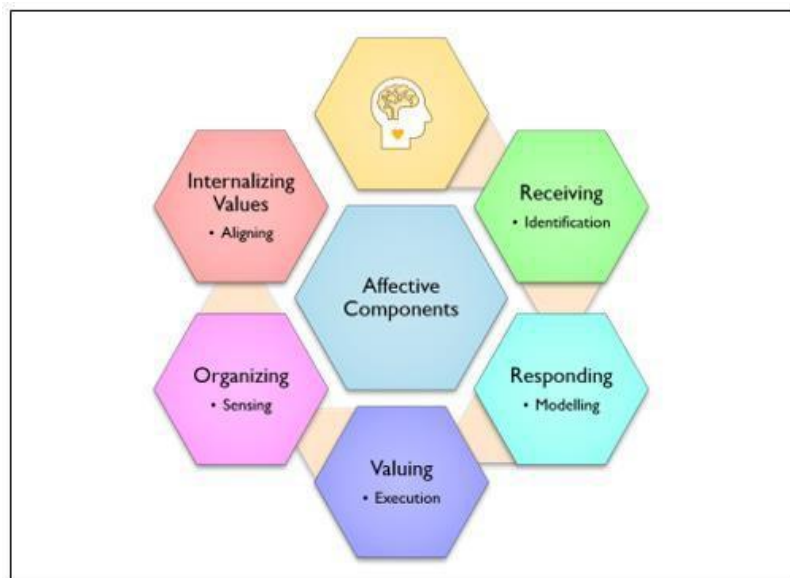 Affective
Components
Receiving
• Identification
Responding
• Modelling
Valuing
• Execution
Organizing
• Sensing
Internalizing
Values
• Aligning